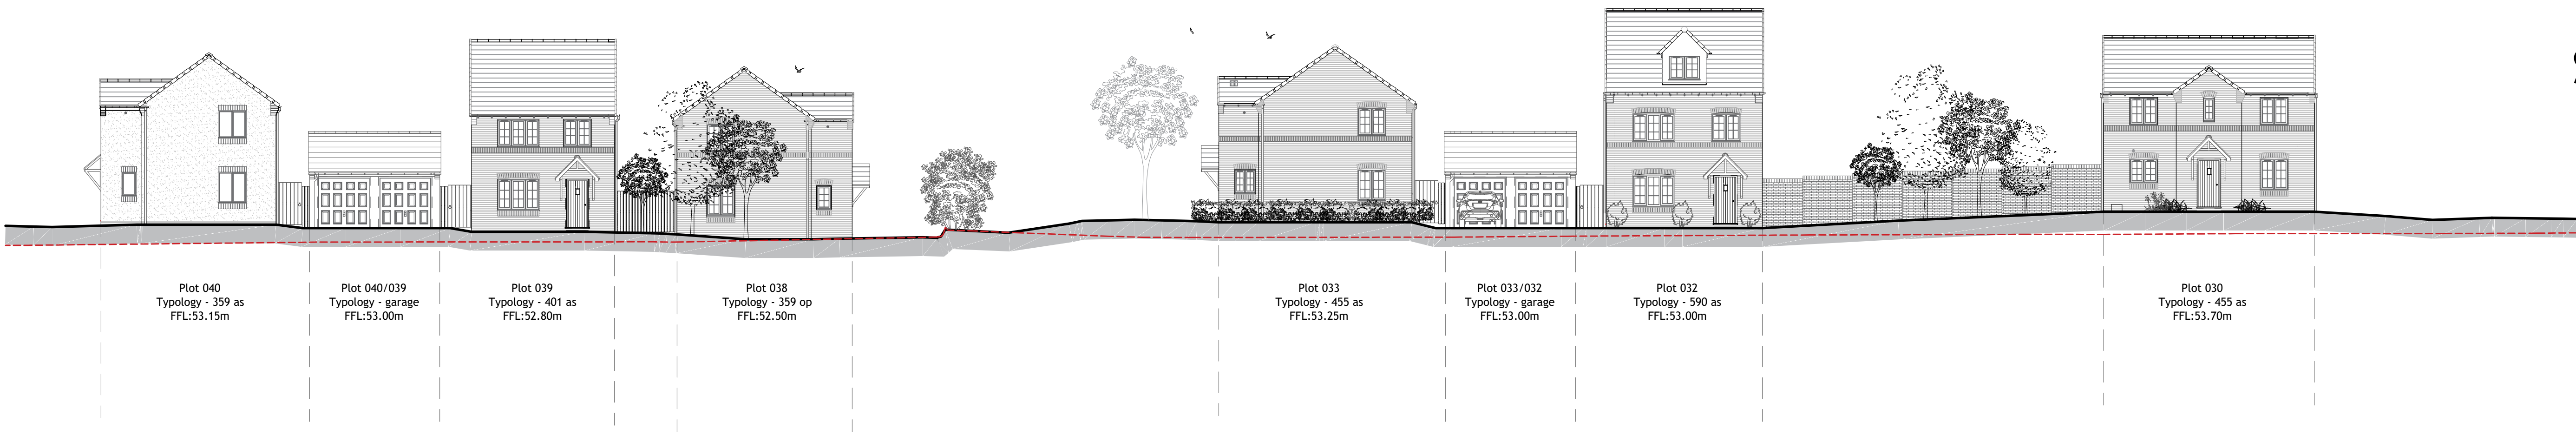 Plot 040
Typology - 359 as
FFL:53.15m
Plot 040/039
Typology - garage
FFL:53.00m
Plot 039
Typology - 401 as
FFL:52.80m
Plot 038
Typology - 359 op
FFL:52.50m
Plot 033
Typology - 455 as
FFL:53.25m
Plot 033/032
Typology - garage
FFL:53.00m
Plot 032
Typology - 590 as
FFL:53.00m
Plot 030
Typology - 455 as
FFL:53.70m